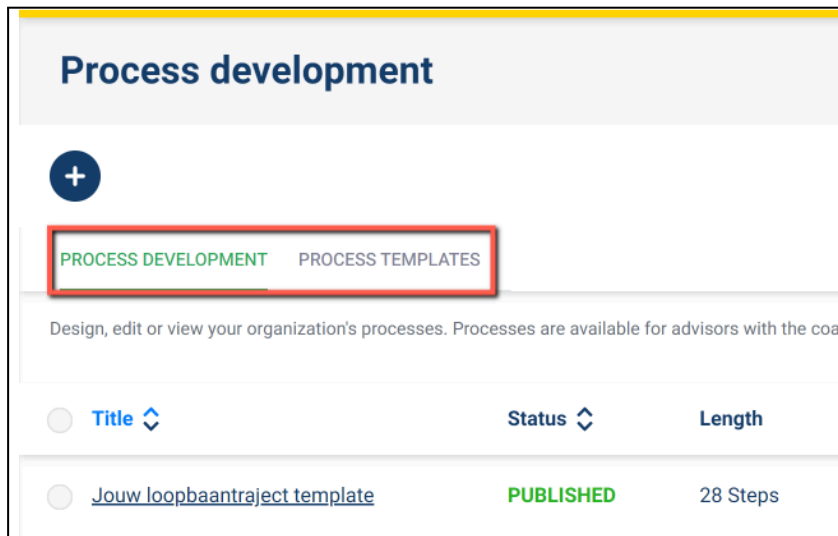 Process development
PROCESS DEVELOPMENT PROCESS TEMPLATES
Design, edit or view your organization's processes. Processes are available for advisors with the
Title Status Length
Jouw loopbaantraject template PUBLISHED 28 Steps